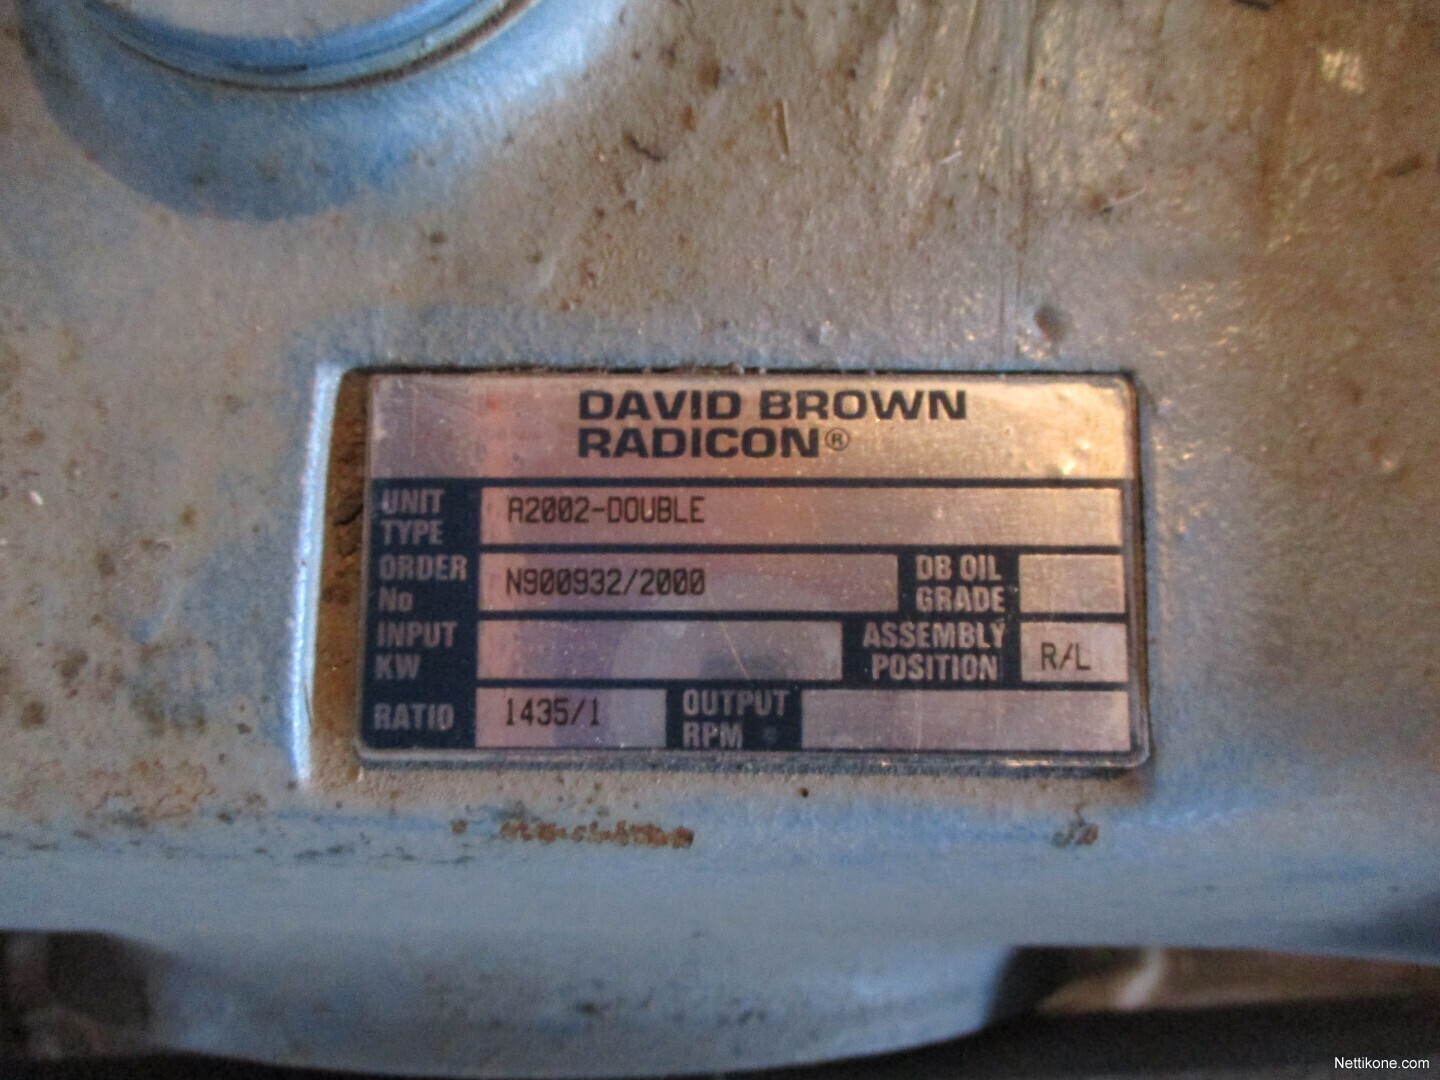 DAVID BROWN
RADICON®
UNIT TYPE A2002-DOUBLE
ORDER No N900932/2000 DB OIL GRADE
INPUT KW ASSEMBLY POSITION R/L
RATIO 1435/1 OUTPUT RPM
Nettikone.com